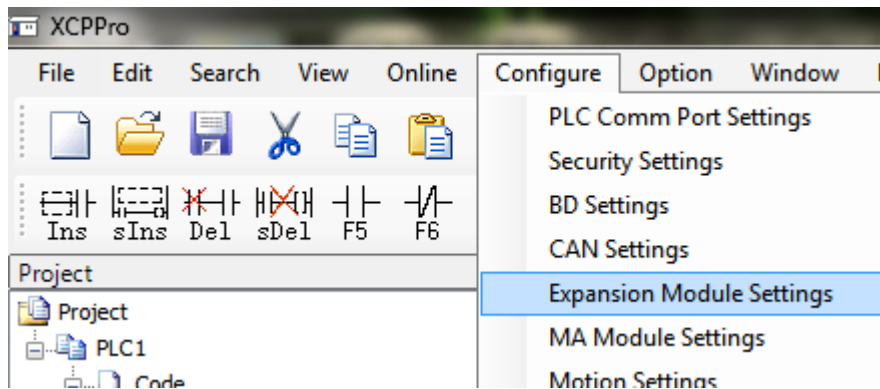 XCPPro
File Edit Search View Online Configure Option Window
PLC Comm Port Settings
Security Settings
BD Settings
CAN Settings
Expansion Module Settings
MA Module Settings
Motion Settings
Ins sIns Del sDel F5 F6
Project
Project
PLC1
Code